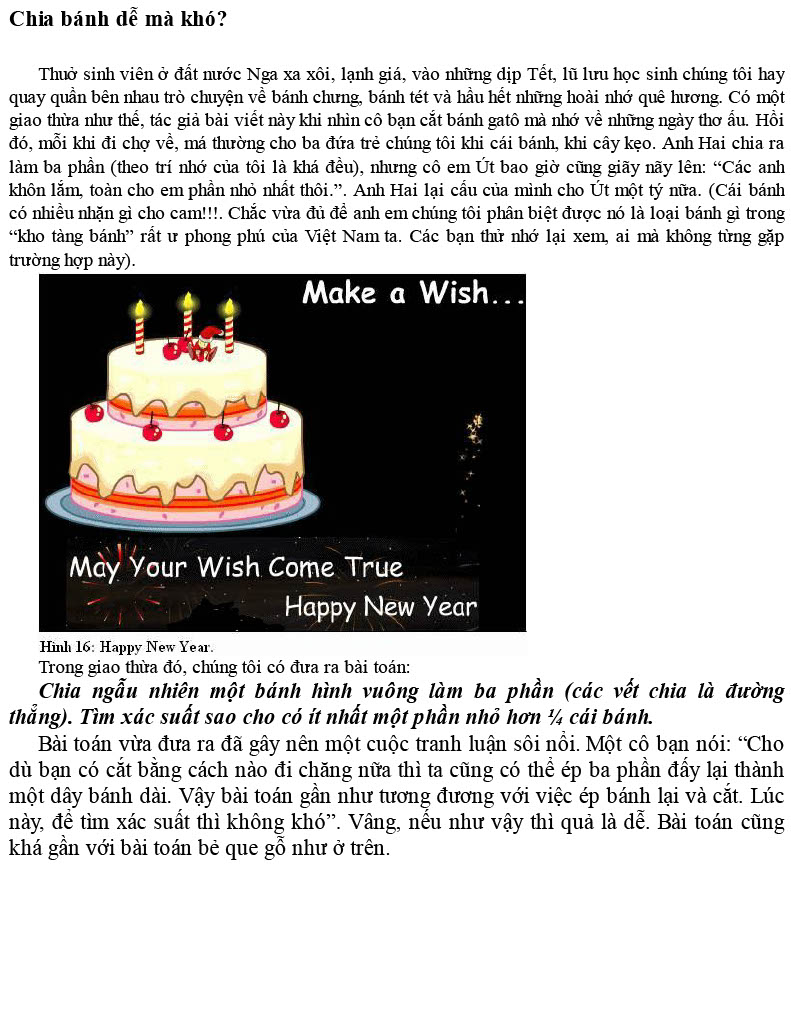 Chia bánh dễ mà khó?
Thuở sinh viên ở đất nước Nga xa xôi, lạnh giá, vào những dịp Tết, lũ lưu học sinh chúng tôi hay
quay quần bên nhau trò chuyện về bánh chưng, bánh tét và hầu hết những hoài nhớ quê hương. Có một
giao thừa như thế, tác giả bài viết này khi nhìn cô bạn cắt bánh gatô mà nhớ về những ngày thơ ấu. Hồi
đó, mỗi khi đi chợ về, má thường cho ba đứa trẻ chúng tôi khi cái bánh, khi cây kẹo. Anh Hai chia ra
làm ba phần (theo trí nhớ của tôi là khá đều), nhưng cô em Út bao giờ cũng giãy nãy lên: “Các anh
khôn lắm, toàn cho em phần nhỏ nhất thôi.”. Anh Hai lại cấu của mình cho Út một tý nữa. (Cái bánh
có nhiều nhặn gì cho cam!!!. Chắc vừa đủ để anh em chúng tôi phân biệt được nó là loại bánh gì trong
“kho tàng bánh” rất ư phong phú của Việt Nam ta. Các bạn thử nhớ lại xem, ai mà không từng gặp
trường hợp này).
Make a Wish...
May Your Wish Come True
Happy New Year
Hình 16: Happy New Year.
Trong giao thừa đó, chúng tôi có đưa ra bài toán:
Chia ngẫu nhiên một bánh hình vuông làm ba phần (các vết chia là đường
thẳng). Tìm xác suất sao cho có ít nhất một phần nhỏ hơn ¼ cái bánh.
Bài toán vừa đưa ra đã gây nên một cuộc tranh luận sôi nổi. Một cô bạn nói: “Cho
dù bạn có cắt bằng cách nào đi chăng nữa thì ta cũng có thể ép ba phần đấy lại thành
một dây bánh dài. Vậy bài toán gần như tương đương với việc ép bánh lại và cắt. Lúc
này, để tìm xác suất thì không khó”. Vâng, nếu như vậy thì quả là dễ. Bài toán cũng
khá gần với bài toán bẻ que gỗ như ở trên.